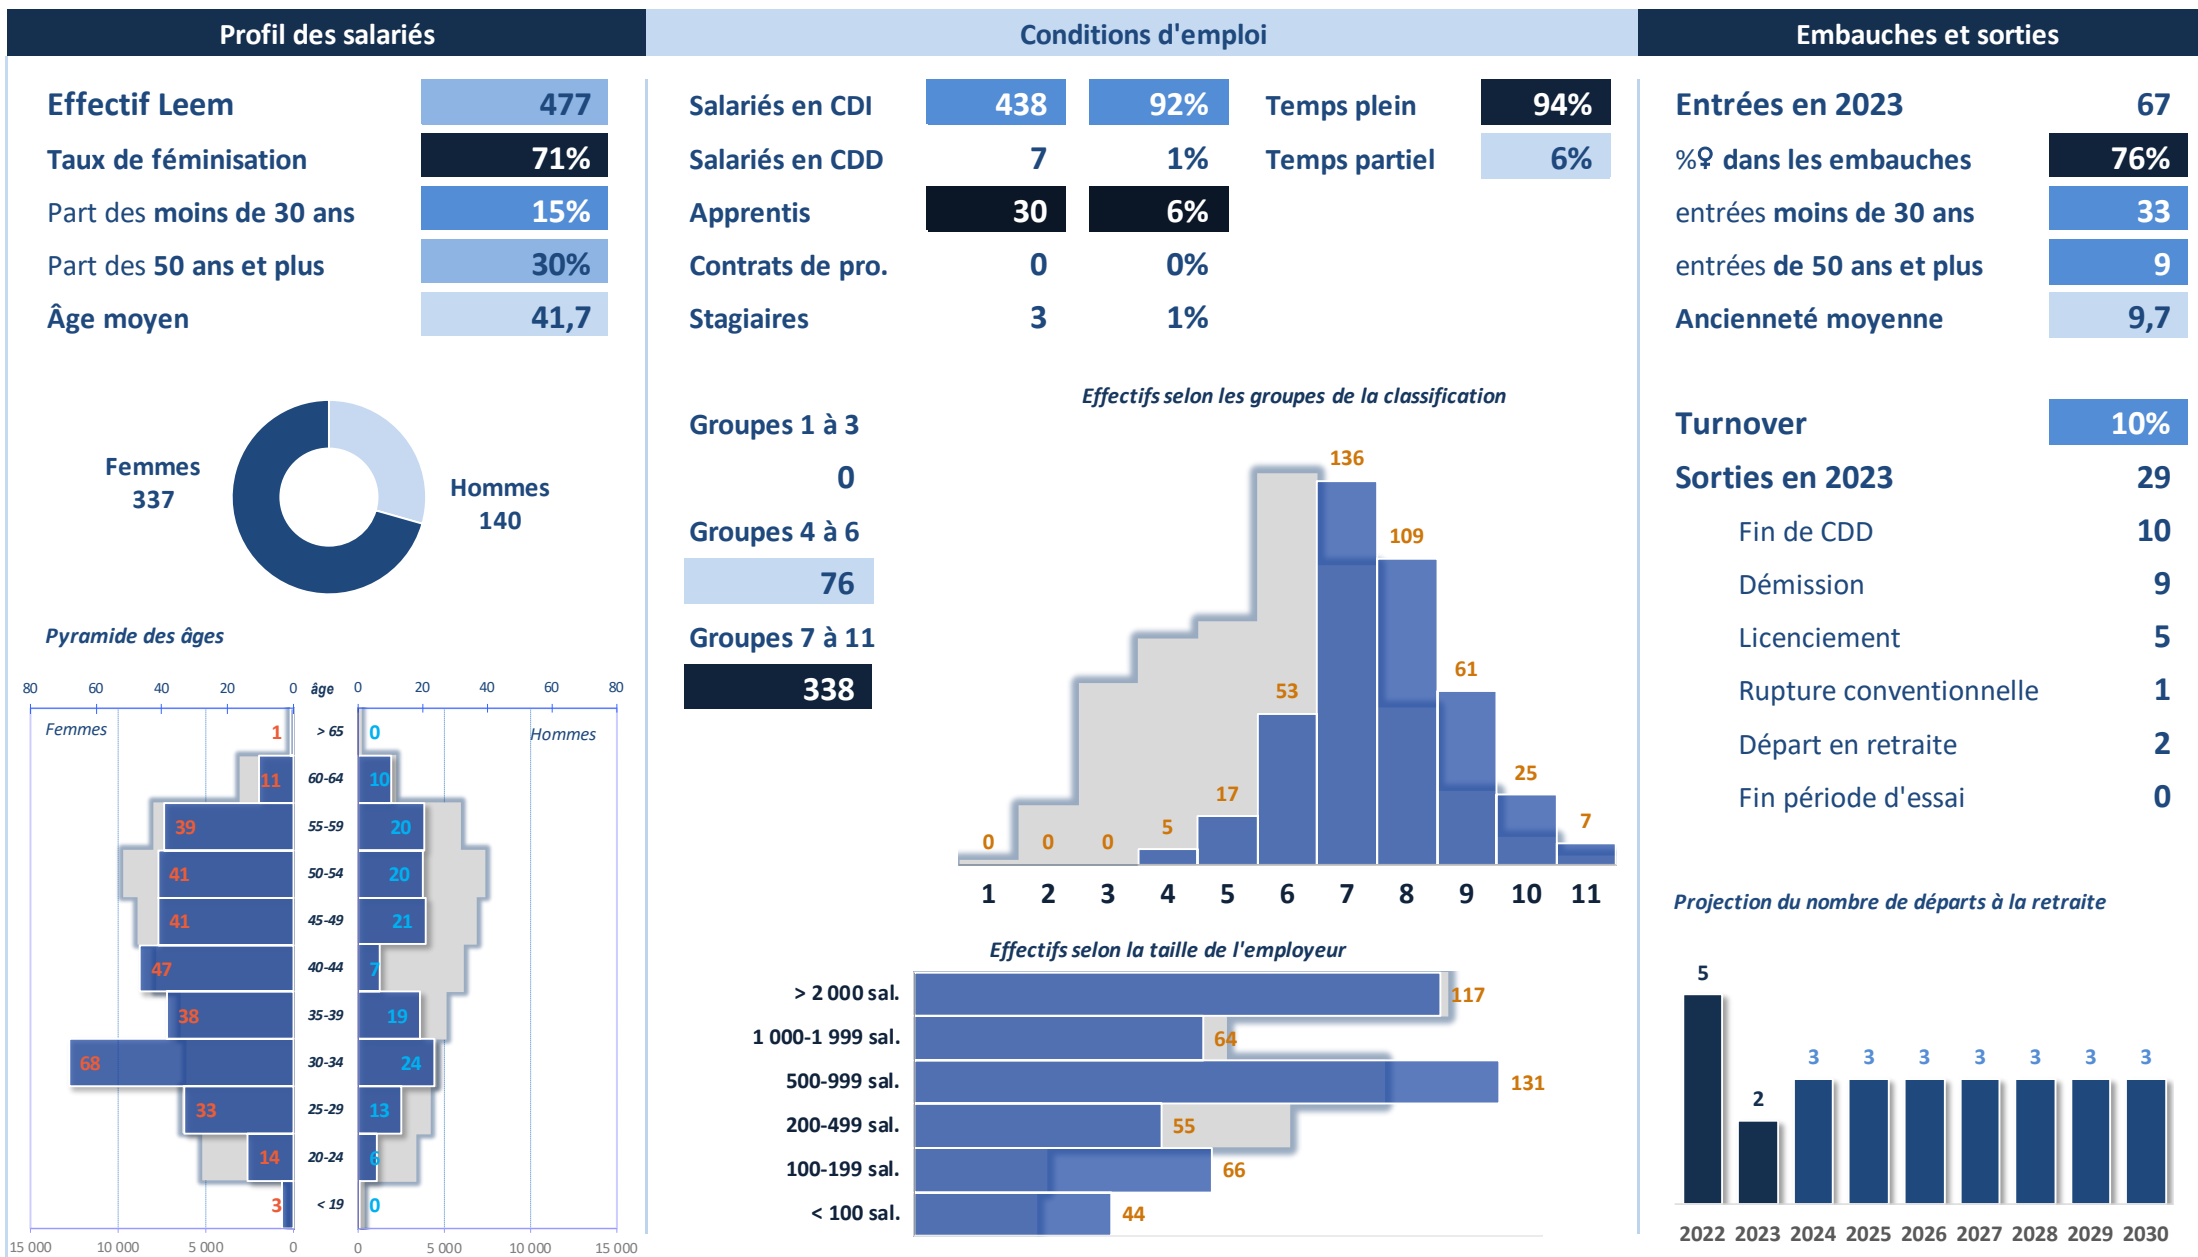 Profil des salariés
Effectif Leem 477
Taux de féminisation 71%
Part des moins de 30 ans 15%
Part des 50 ans et plus 30%
Âge moyen 41,7
Femmes
337
Hommes
140
Pyramide des âges
80 60 40 20 0 âge 0 20 40 60 80
Femmes Hommes
1 > 65 0
11 60-64 10
39 55-59 20
41 50-54 20
41 45-49 21
47 40-44 7
38 35-39 19
68 30-34 24
33 25-29 13
14 20-24 6
3 < 19 0
15 000 10 000 5 000 0 0 5 000 10 000 15 000
Conditions d'emploi
Salariés en CDI 438 92% Temps plein 94%
Salariés en CDD 7 1% Temps partiel 6%
Apprentis 30 6%
Contrats de pro. 0 0%
Stagiaires 3 1%
Groupes 1 à 3
0
Groupes 4 à 6
76
Groupes 7 à 11
338
Effectifs selon les groupes de la classification
0 0 0 5 17 53 136 109 61 25 7
1 2 3 4 5 6 7 8 9 10 11
Effectifs selon la taille de l'employeur
> 2 000 sal. 117
1 000-1 999 sal. 64
500-999 sal. 131
200-499 sal. 55
100-199 sal. 66
< 100 sal. 44
Embauches et sorties
Entrées en 2023 67
%♀ dans les embauches 76%
entrées moins de 30 ans 33
entrées de 50 ans et plus 9
Ancienneté moyenne 9,7
Turnover 10%
Sorties en 2023 29
Fin de CDD 10
Démission 9
Licenciement 5
Rupture conventionnelle 1
Départ en retraite 2
Fin période d'essai 0
Projection du nombre de départs à la retraite
5 2 3 3 3 3 3 3 3
2022 2023 2024 2025 2026 2027 2028 2029 2030